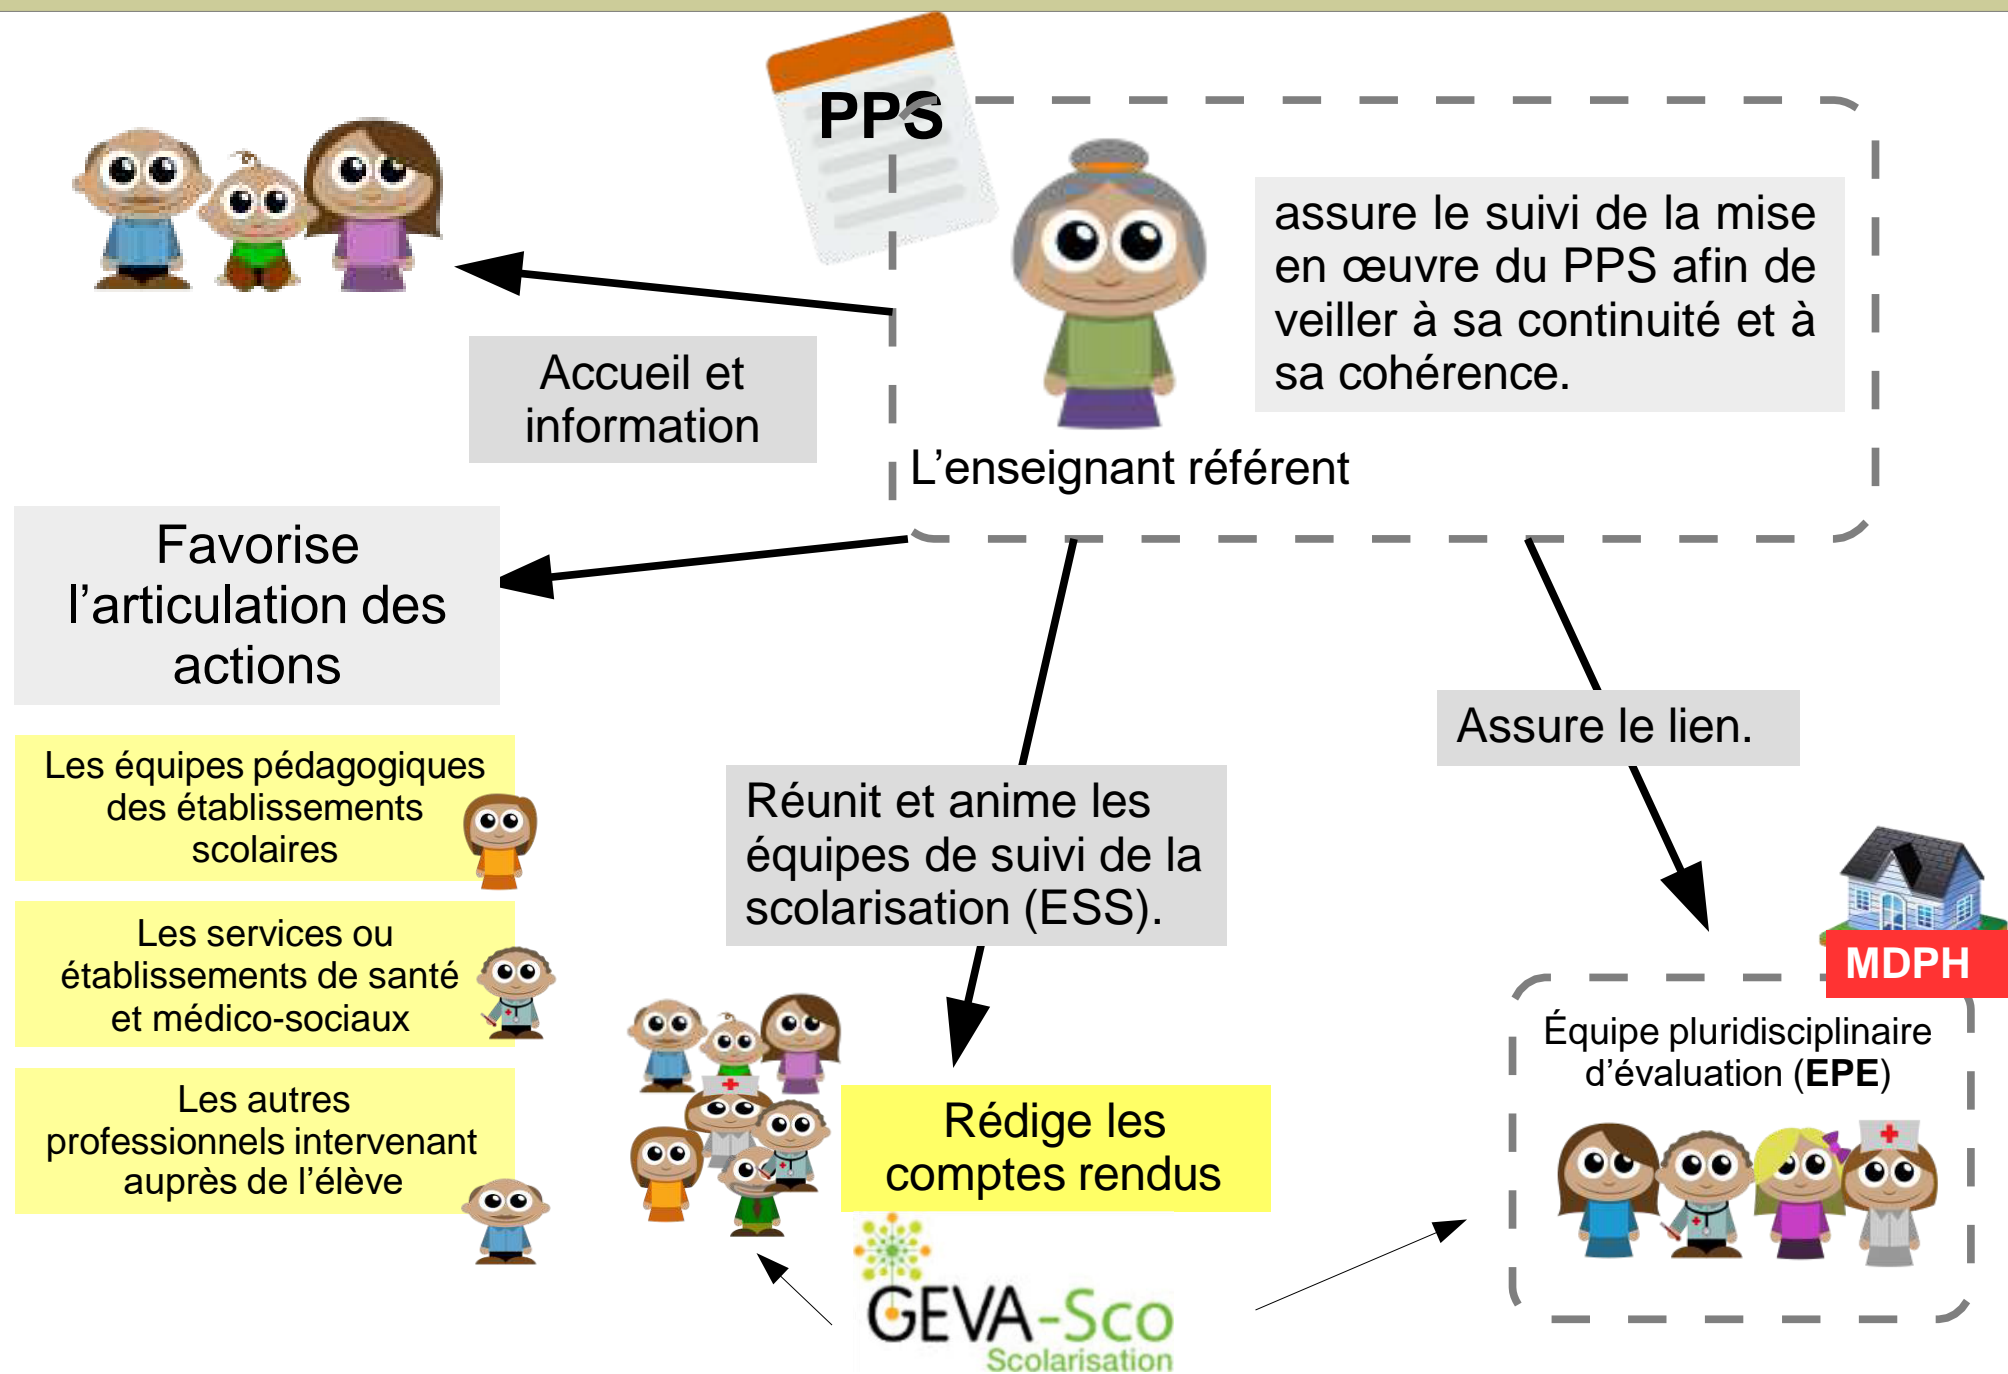 PPS
assure le suivi de la mise
en œuvre du PPS afin de
veiller à sa continuité et à
sa cohérence.
L’enseignant référent
Accueil et
information
Favorise
l’articulation des
actions
Les équipes pédagogiques
des établissements
scolaires
Les services ou
établissements de santé
et médico-sociaux
Les autres
professionnels intervenant
auprès de l’élève
Réunit et anime les
équipes de suivi de la
scolarisation (ESS).
Rédige les
comptes rendus
GEVA-Sco
Scolarisation
Assure le lien.
MDPH
Équipe pluridisciplinaire
d’évaluation (EPE)